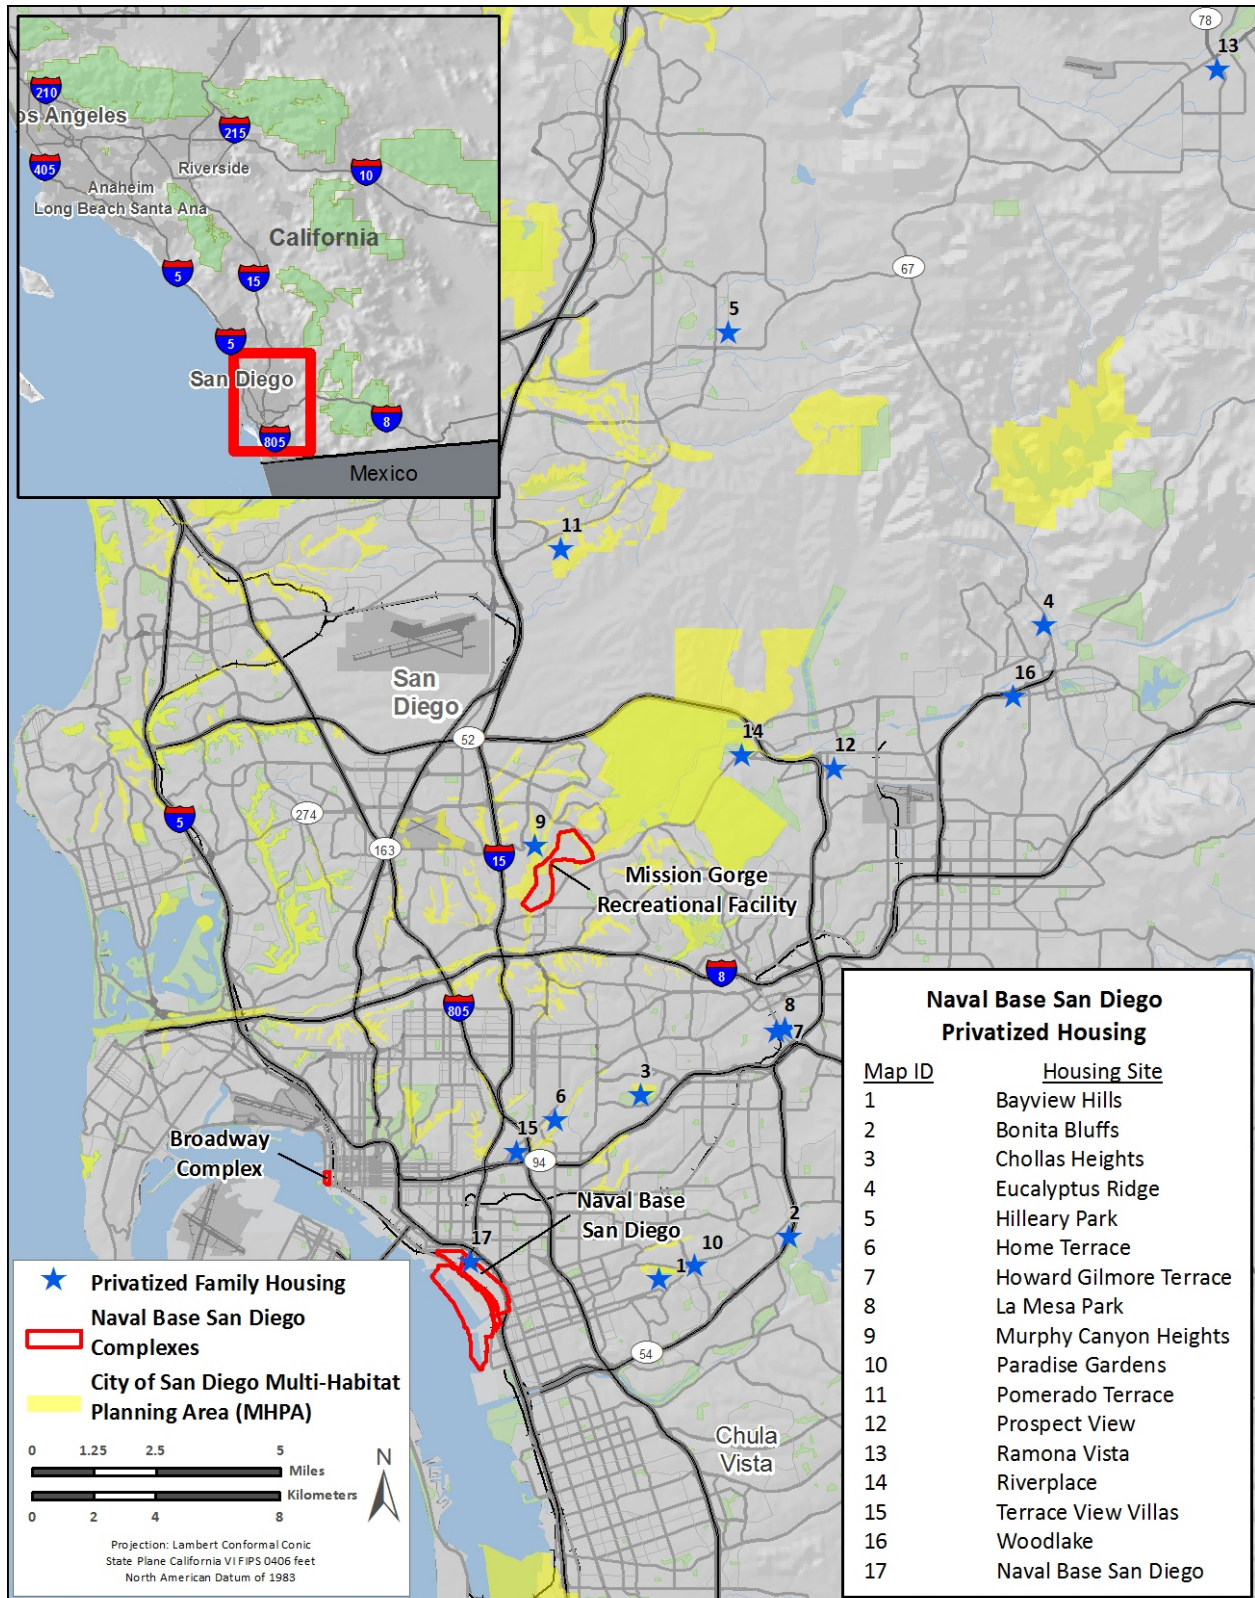 210
os Angeles
215
405
Riverside
10
Anaheim
Long Beach Santa Ana
California
5
15
5
San Diego
8
805
Mexico
78
13
67
5
11
4
16
San
Diego
52
14
12
274
5
163
15
9
Mission Gorge
Recreational Facility
8
805
8
7
3
6
15
94
Broadway
Complex
Naval Base
San Diego
17
2
10
1
54
Chula
Vista
Privatized Family Housing
Naval Base San Diego
Complexes
City of San Diego Multi-Habitat
Planning Area (MHPA)
0 1.25 2.5 5
Miles
Kilometers
0 2 4 8
N
Projection: Lambert Conformal Conic
State Plane California VI FIPS 0406 feet
North American Datum of 1983
Naval Base San Diego
Privatized Housing
Map ID Housing Site
1 Bayview Hills
2 Bonita Bluffs
3 Chollas Heights
4 Eucalyptus Ridge
5 Hilleary Park
6 Home Terrace
7 Howard Gilmore Terrace
8 La Mesa Park
9 Murphy Canyon Heights
10 Paradise Gardens
11 Pomerado Terrace
12 Prospect View
13 Ramona Vista
14 Riverplace
15 Terrace View Villas
16 Woodlake
17 Naval Base San Diego